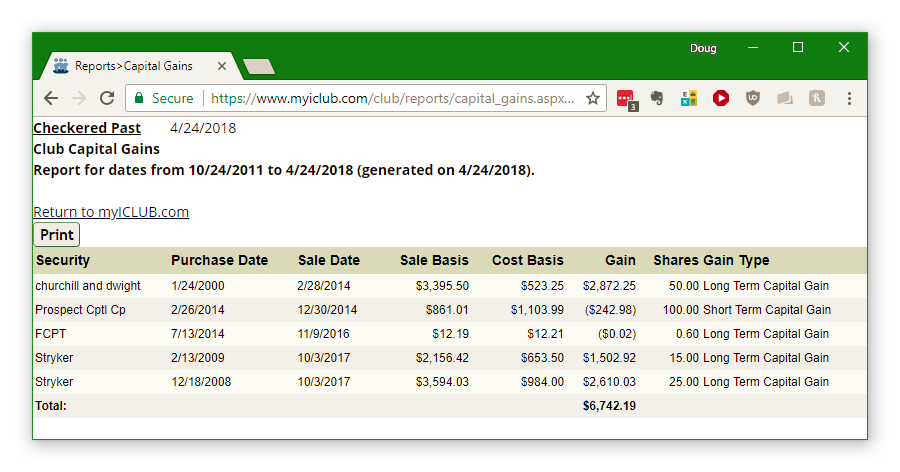 Doug
Reports>Capital Gains
Secure https://www.myiclub.com/club/reports/capital_gains.aspx...
3
Checkered Past 4/24/2018
Club Capital Gains
Report for dates from 10/24/2011 to 4/24/2018 (generated on 4/24/2018).
Return to myICLUB.com
Print
Security Purchase Date Sale Date Sale Basis Cost Basis Gain Shares Gain Type
churchill and dwight 1/24/2000 2/28/2014 $3,395.50 $523.25 $2,872.25 50.00 Long Term Capital Gain
Prospect Cptl Cp 2/26/2014 12/30/2014 $861.01 $1,103.99 ($242.98) 100.00 Short Term Capital Gain
FCPT 7/13/2014 11/9/2016 $12.19 $12.21 ($0.02) 0.60 Long Term Capital Gain
Stryker 2/13/2009 10/3/2017 $2,156.42 $653.50 $1,502.92 15.00 Long Term Capital Gain
Stryker 12/18/2008 10/3/2017 $3,594.03 $984.00 $2,610.03 25.00 Long Term Capital Gain
Total: $6,742.19